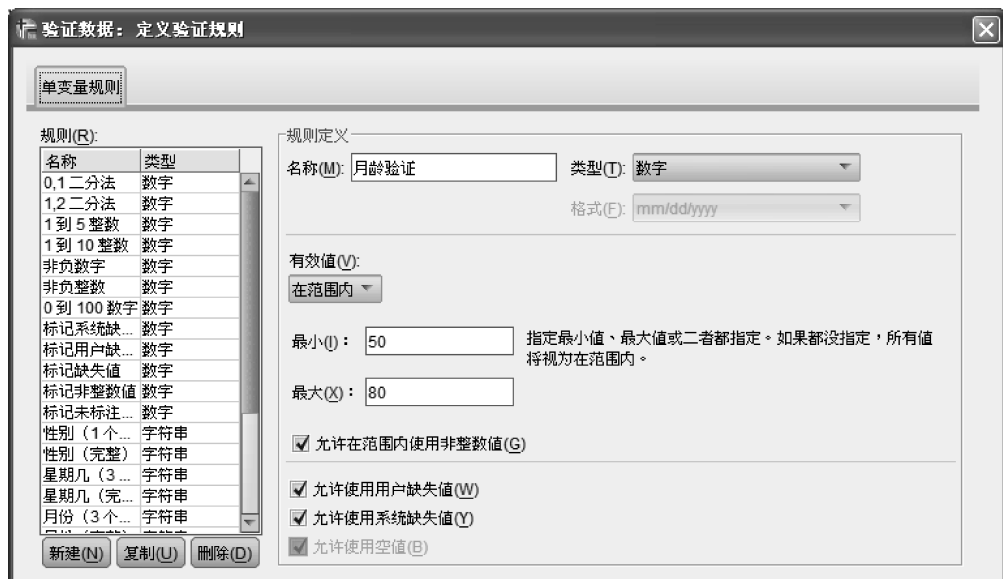 验证数据：定义验证规则
单变量规则
规则(R):
名称 类型
0,1 二分法 数字
1,2 二分法 数字
1 到 5 整数 数字
1 到 10 整数 数字
非负数字 数字
非负整数 数字
0 到 100 数字 数字
标记系统缺... 数字
标记用户缺... 数字
标记缺失值 数字
标记非整数值 数字
标记未标注... 数字
性别（1个... 字符串
性别（完整） 字符串
星期几（3... 字符串
星期几（完... 字符串
月份（3个... 字符串
新建(N) 复制(U) 删除(D)
规则定义
名称(M): 月龄验证 类型(T): 数字
格式(F): mm/dd/yyyy
有效值(V):
在范围内
最小(I)： 50
指定最小值、最大值或二者都指定。如果都没指定，所有值
将视为在范围内。
最大(X)： 80
允许在范围内使用非整数值(G)
允许使用用户缺失值(W)
允许使用系统缺失值(Y)
允许使用空值(B)